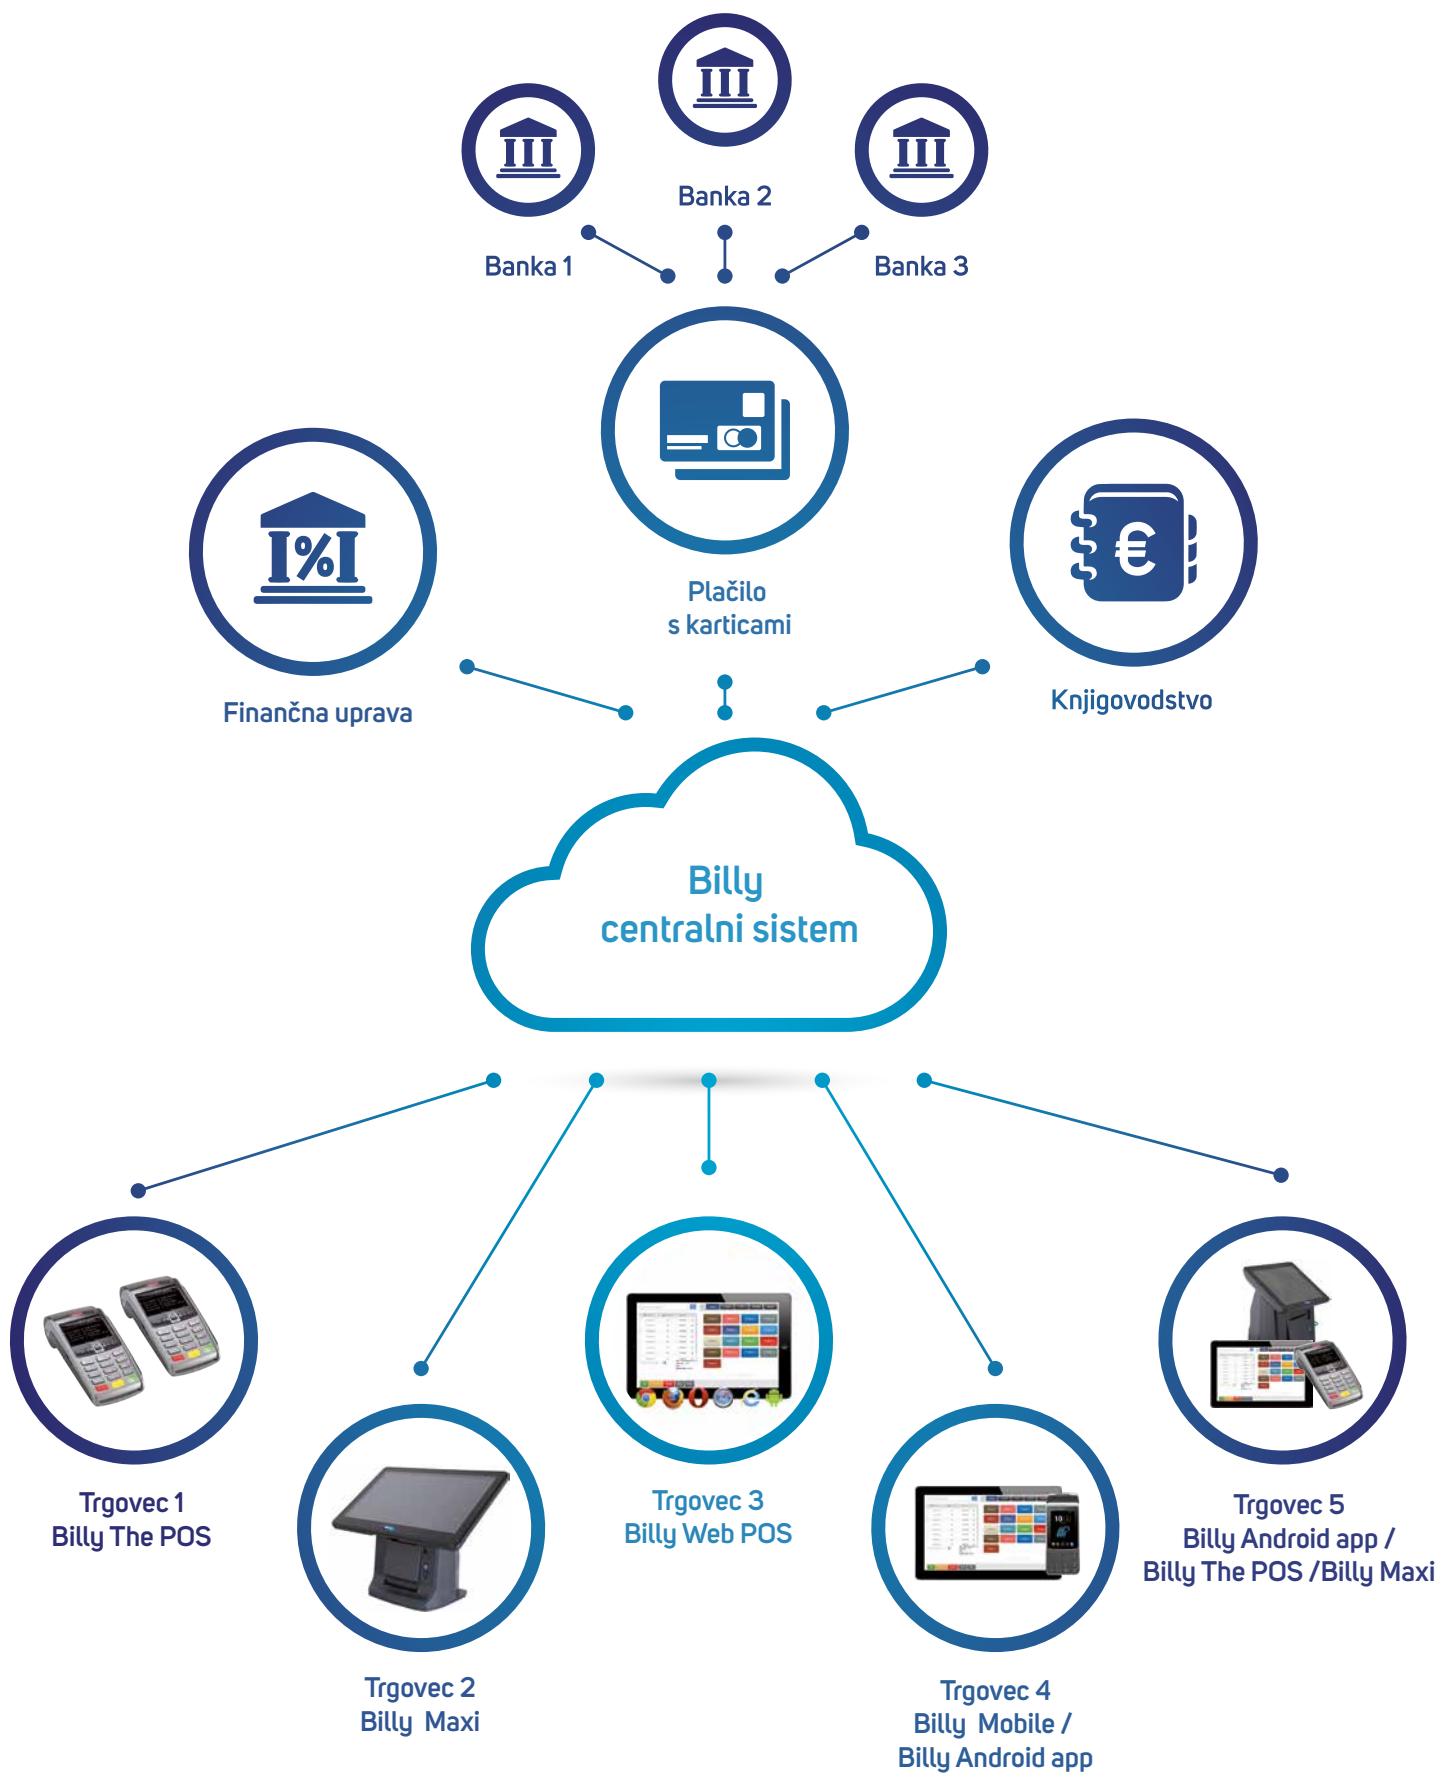 Banka 2
Banka 1
Banka 3
Plačilo
s karticami
Finančna uprava
Knjigovodstvo
Billy
centralni sistem
Trgovec 1
Billy The POS
Trgovec 2
Billy Maxi
Trgovec 3
Billy Web POS
Trgovec 4
Billy Mobile /
Billy Android app
Trgovec 5
Billy Android app /
Billy The POS /Billy Maxi